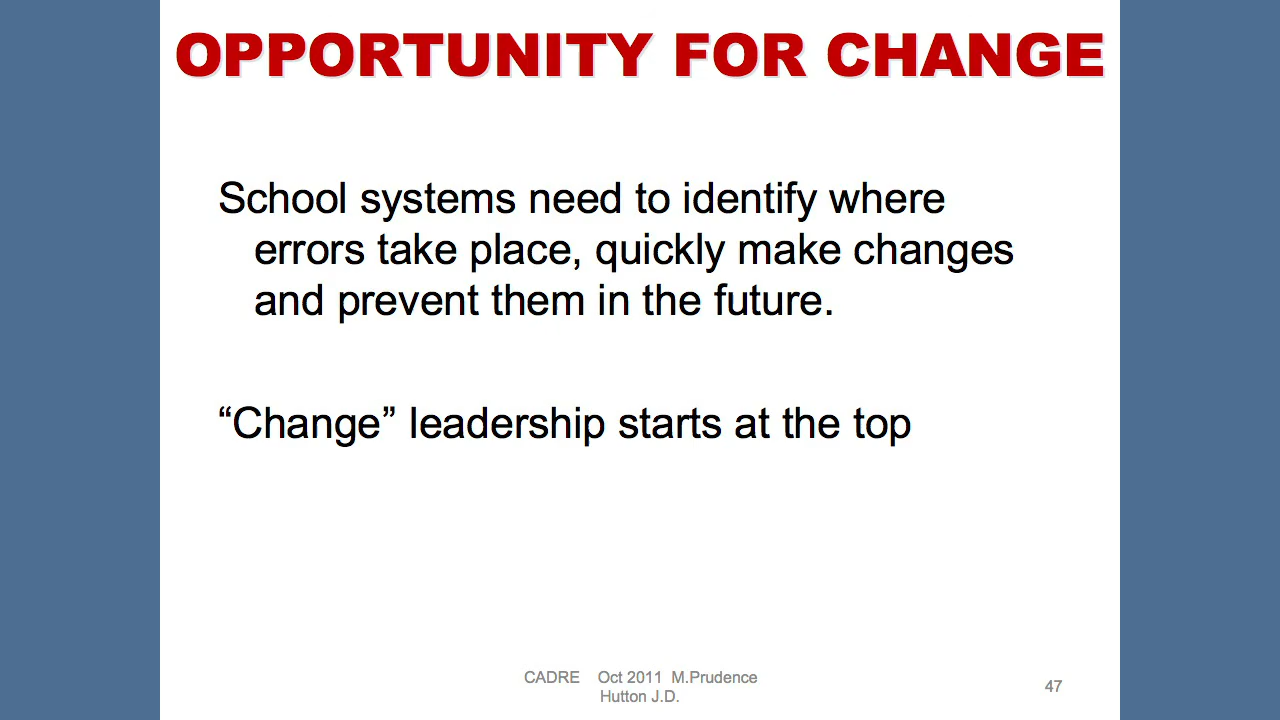 OPPORTUNITY FOR CHANGE
School systems need to identify where
errors take place, quickly make changes
and prevent them in the future.
“Change” leadership starts at the top
CADRE Oct 2011 M.Prudence
Hutton J.D.
47